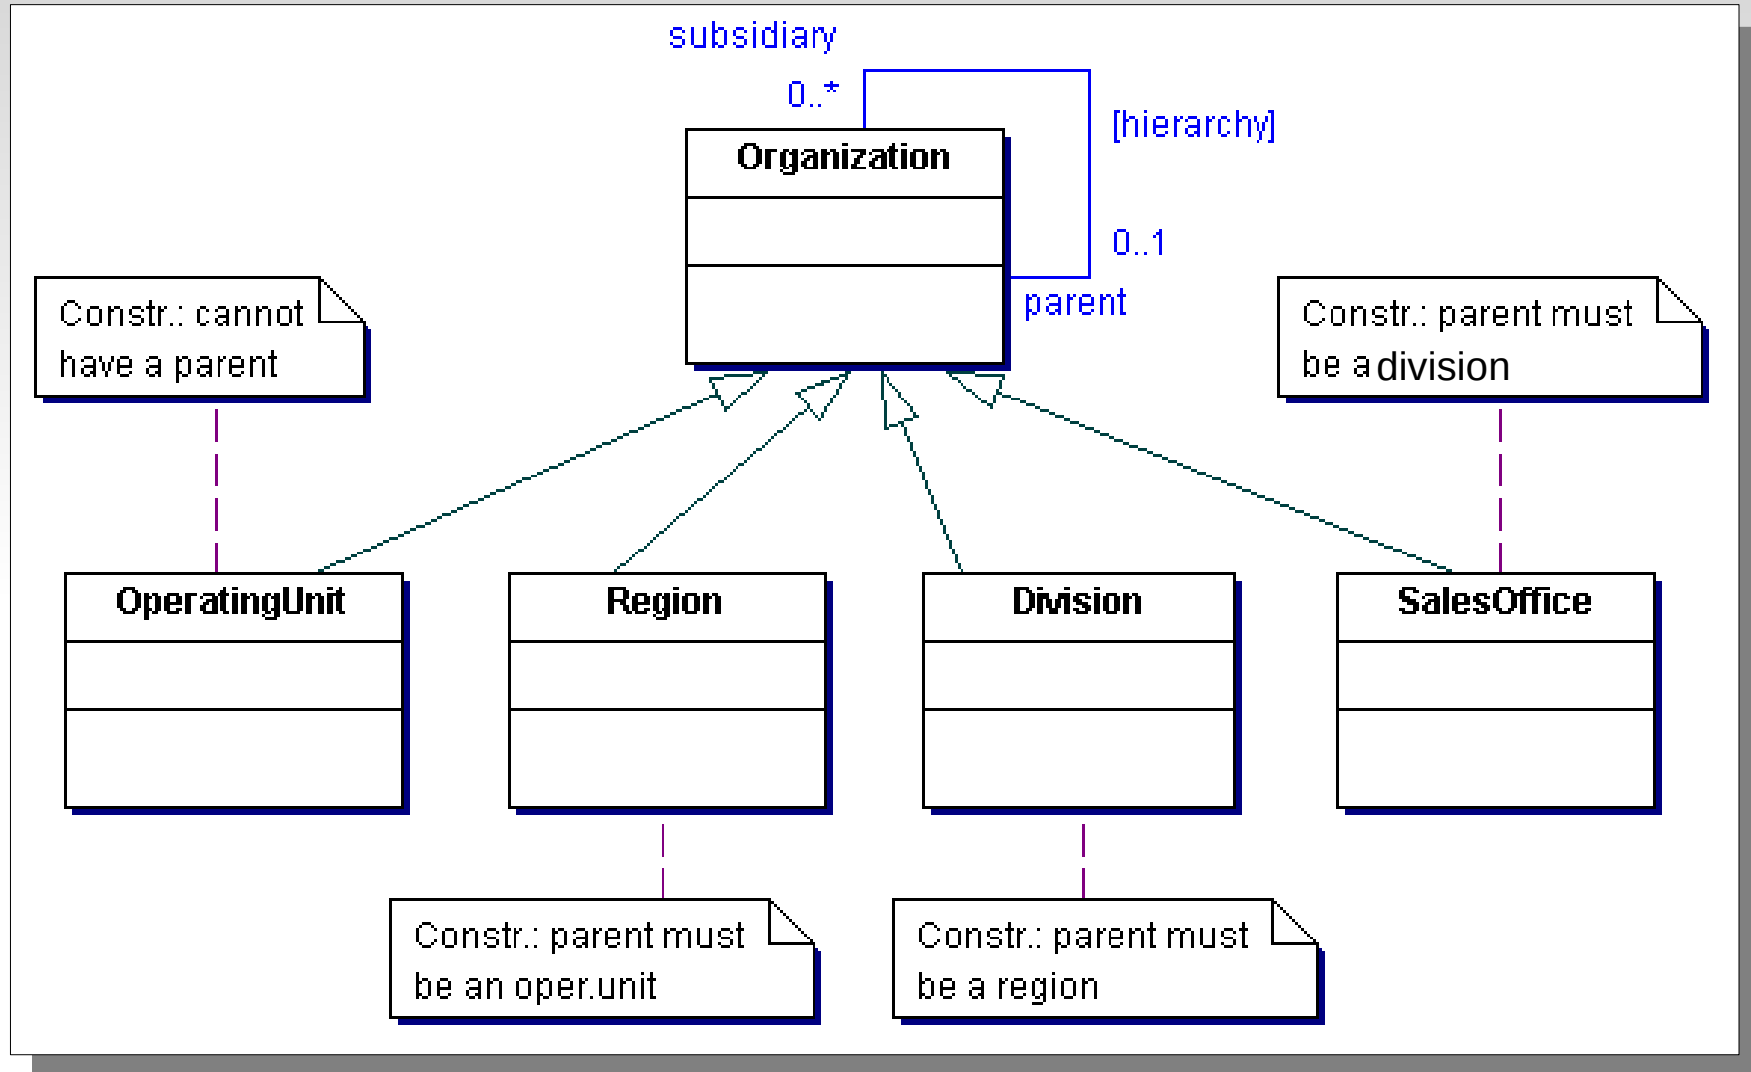 subsidiary
0..*
[hierarchy]
Organization
0..1
parent
Constr.: cannot
have a parent
Constr.: parent must
be a division
OperatingUnit
Region
Division
SalesOffice
Constr.: parent must
be an oper.unit
Constr.: parent must
be a region